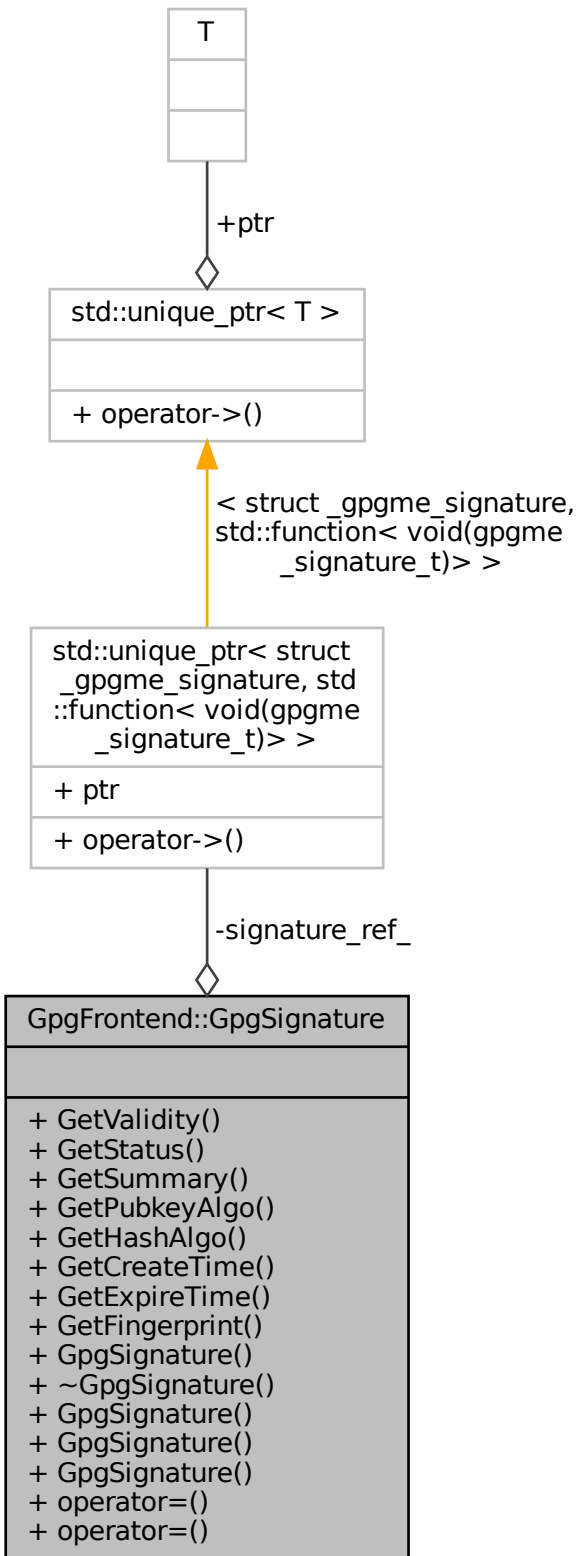 T
+ptr
std::unique_ptr< T >
+ operator->()
< struct _gpgme_signature,
std::function< void(gpgme
_signature_t)> >
std::unique_ptr< struct
_gpgme_signature, std
::function< void(gpgme
_signature_t)> >
+ ptr
+ operator->()
-signature_ref_
GpgFrontend::GpgSignature
+ GetValidity()
+ GetStatus()
+ GetSummary()
+ GetPubkeyAlgo()
+ GetHashAlgo()
+ GetCreateTime()
+ GetExpireTime()
+ GetFingerprint()
+ GpgSignature()
+ ~GpgSignature()
+ GpgSignature()
+ GpgSignature()
+ GpgSignature()
+ operator=()
+ operator=()